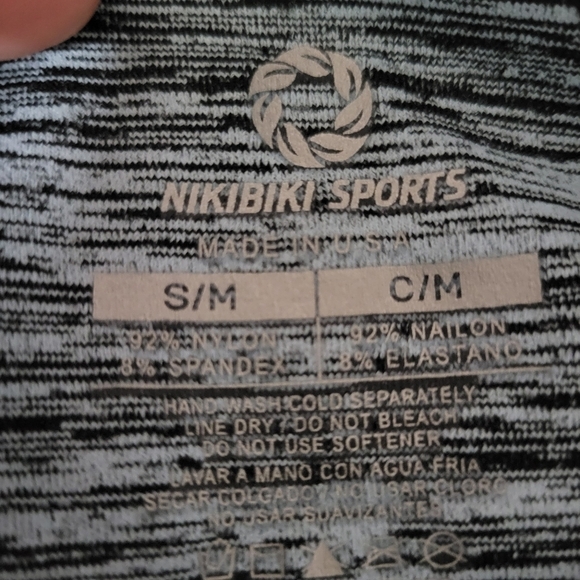 NIKIBIKI SPORTS
MADE IN U.S.A
S/M C/M
92% NYLON 92% NAILON
8% SPANDEX 8% ELASTANO
HAND WASH COLD SEPARATELY
LINE DRY / DO NOT BLEACH
DO NOT USE SOFTENER
LAVAR A MANO CON AGUA FRIA
SECAR COLGADO / NO USAR CLORO
NO USAR SUAVIZANTES